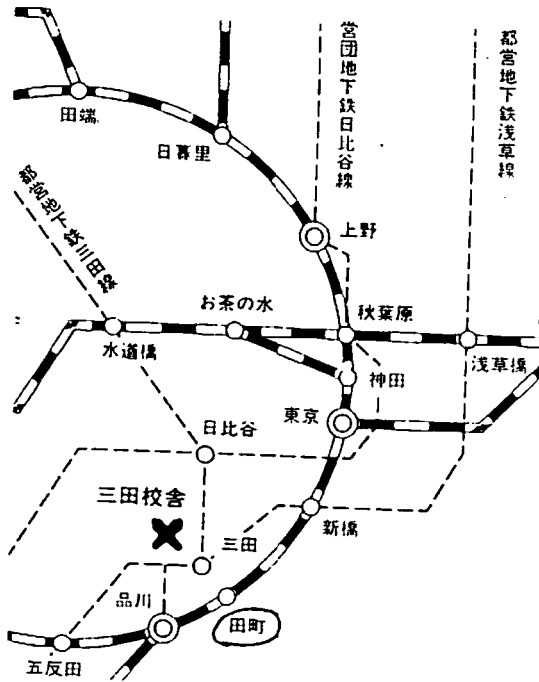 営団地下鉄日比谷線
都営地下鉄浅草線
田端
日暮里
都営地下鉄三田線
上野
お茶の水
秋葉原
水道橋
神田
浅草橋
東京
日比谷
三田校舎
三田
新橋
品川
田町
五反田